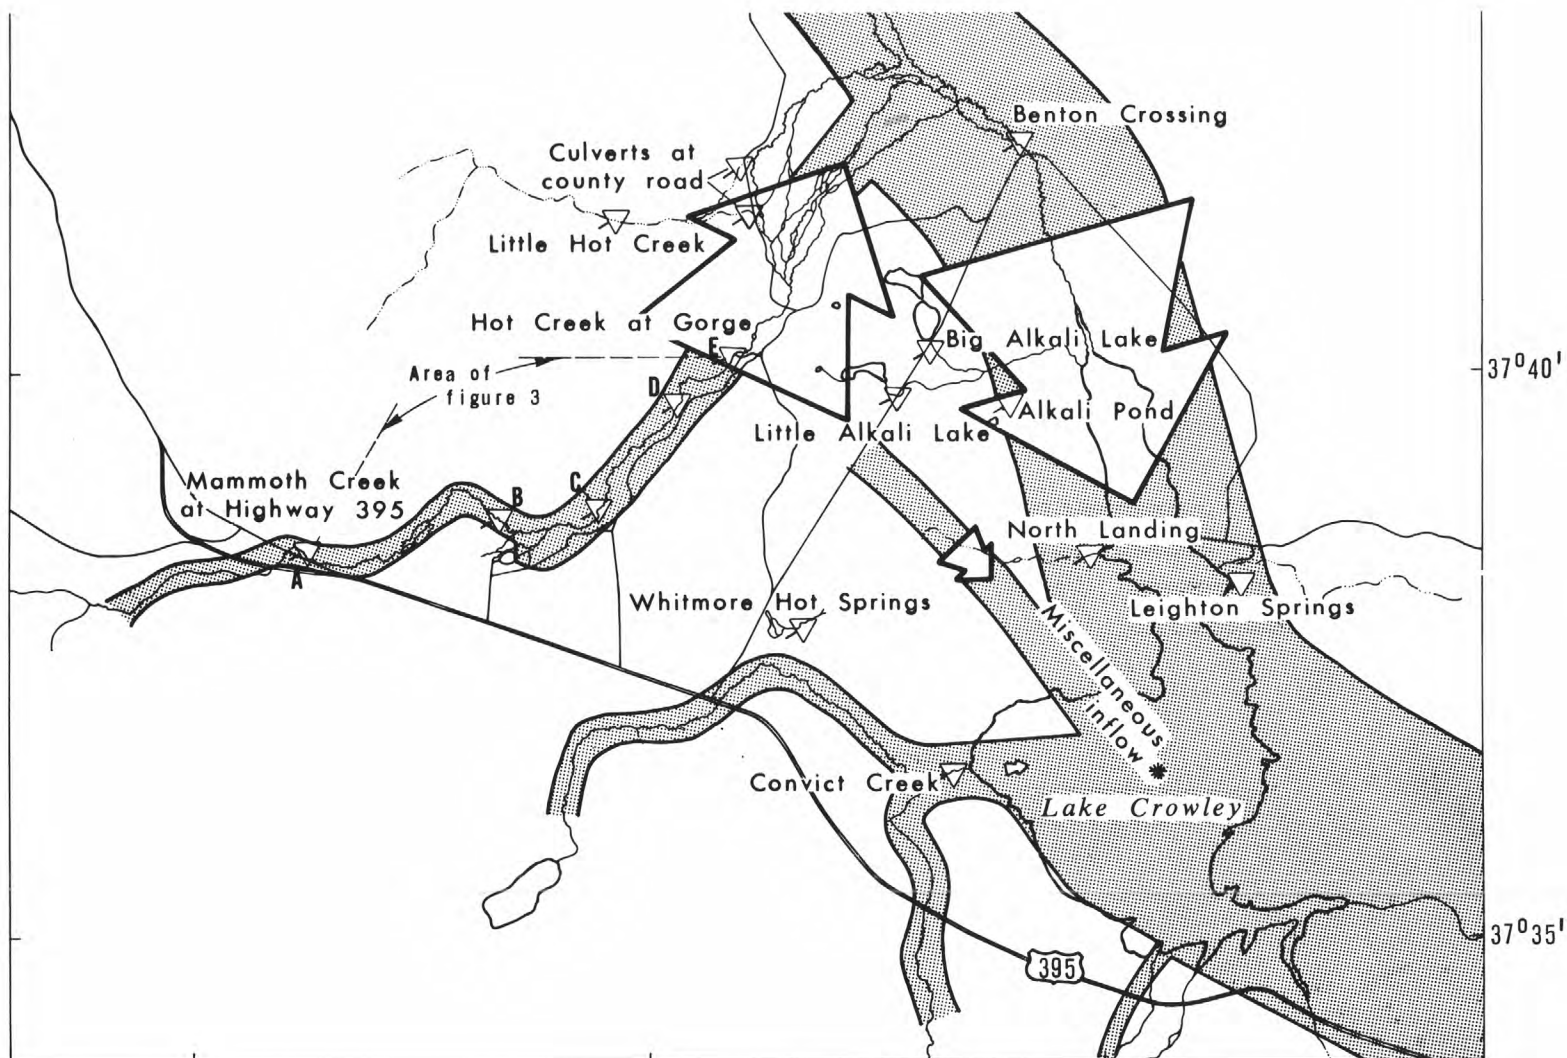 Benton Crossing
Culverts at
county road
Little Hot Creek
Hot Creek at Gorge
E
Big Alkali Lake
37°40'
Area of
figure 3
D
Alkali Pond
Little Alkali Lake
Mammoth Creek
at Highway 395
B
C
North Landing
A
Whitmore Hot Springs
Leighton Springs
Miscellaneous
inflow
Convict Creek
*
Lake Crowley
37°35'
395